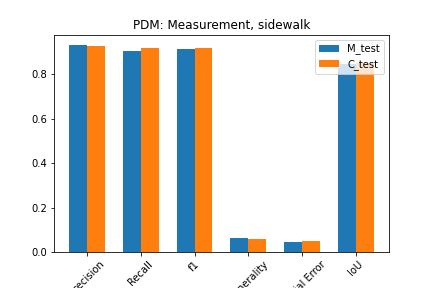 PDM: Measurement, sidewalk
M_test
C_test
0.8
0.6
0.4
0.2
0.0
Recall
f1
IoU